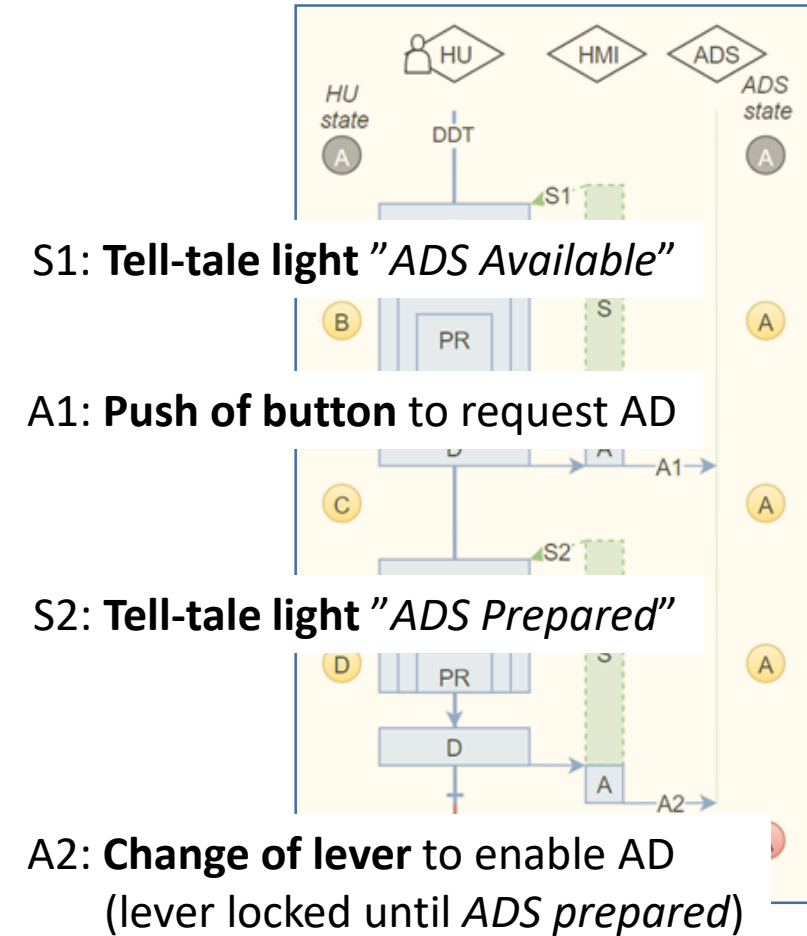 HU HMI ADS
HU state
ADS state
DDT
A
A
S1
S1: Tell-tale light ”ADS Available”
B
PR
S
A
A1: Push of button to request AD
A1
C
A
S2
S2: Tell-tale light ”ADS Prepared”
D
PR
S
A
D
A
A2
A2: Change of lever to enable AD
(lever locked until ADS prepared)